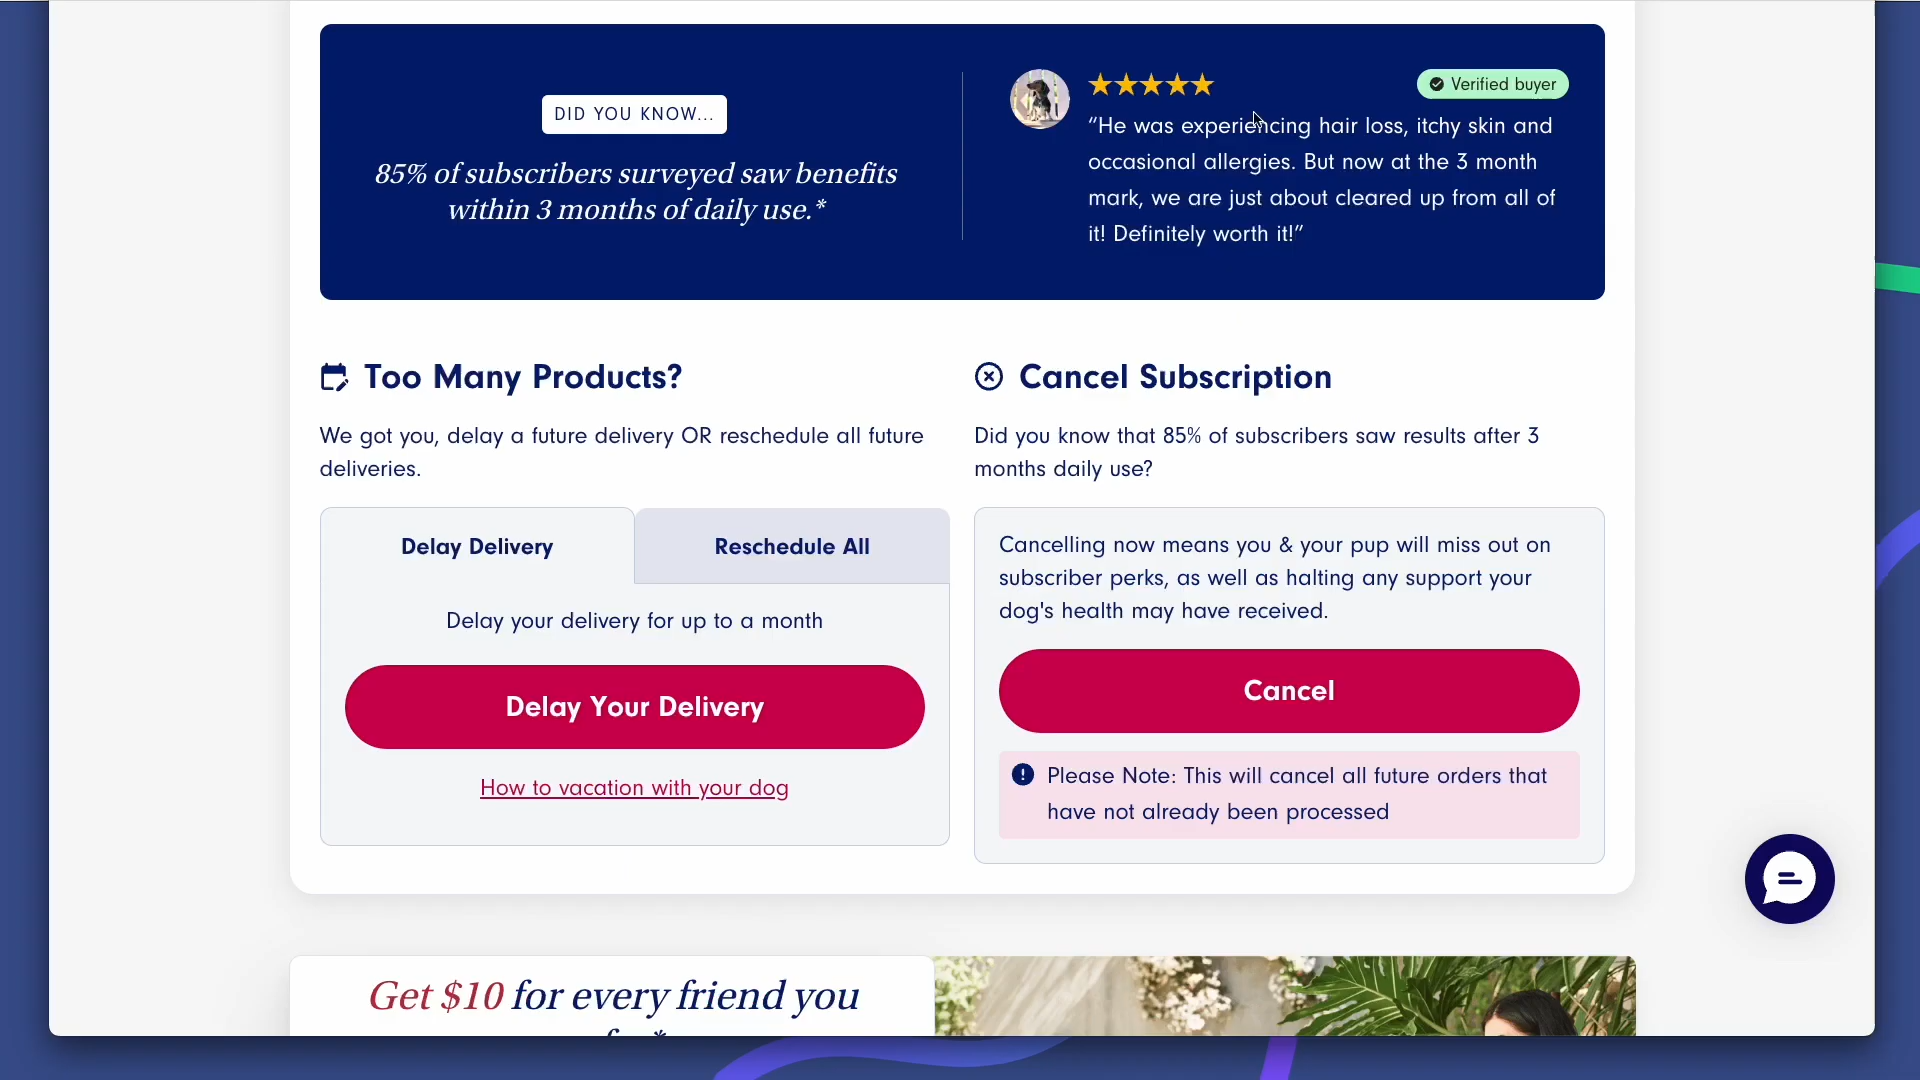 DID YOU KNOW...
85% of subscribers surveyed saw benefits
within 3 months of daily use.*
Verified buyer
“He was experiencing hair loss, itchy skin and
occasional allergies. But now at the 3 month
mark, we are just about cleared up from all of
it! Definitely worth it!”
Too Many Products?
We got you, delay a future delivery OR reschedule all future
deliveries.
Delay Delivery
Reschedule All
Delay your delivery for up to a month
Delay Your Delivery
How to vacation with your dog
Cancel Subscription
Did you know that 85% of subscribers saw results after 3
months daily use?
Cancelling now means you & your pup will miss out on
subscriber perks, as well as halting any support your
dog's health may have received.
Cancel
Please Note: This will cancel all future orders that
have not already been processed
Get $10 for every friend you